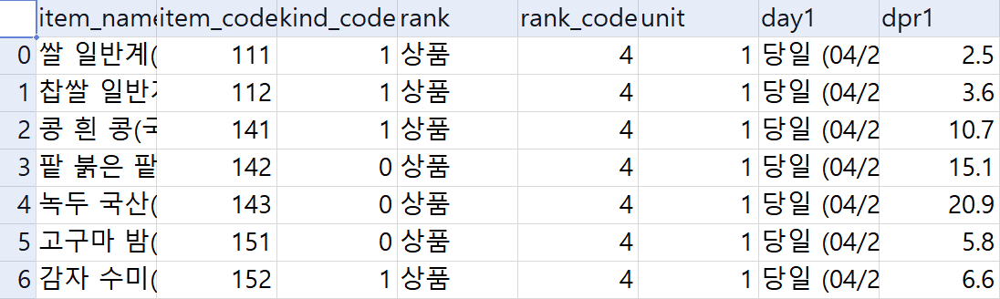 item_name item_code kind_code rank rank_code unit day1 dpr1
0 쌀 일반계( 111 1 상품 4 1 당일 (04/2 2.5
1 찹쌀 일반 112 1 상품 4 1 당일 (04/2 3.6
2 콩 흰 콩(국 141 1 상품 4 1 당일 (04/2 10.7
3 팥 붉은 팥 142 0 상품 4 1 당일 (04/2 15.1
4 녹두 국산( 143 0 상품 4 1 당일 (04/2 20.9
5 고구마 밤( 151 0 상품 4 1 당일 (04/2 5.8
6 감자 수미( 152 1 상품 4 1 당일 (04/2 6.6